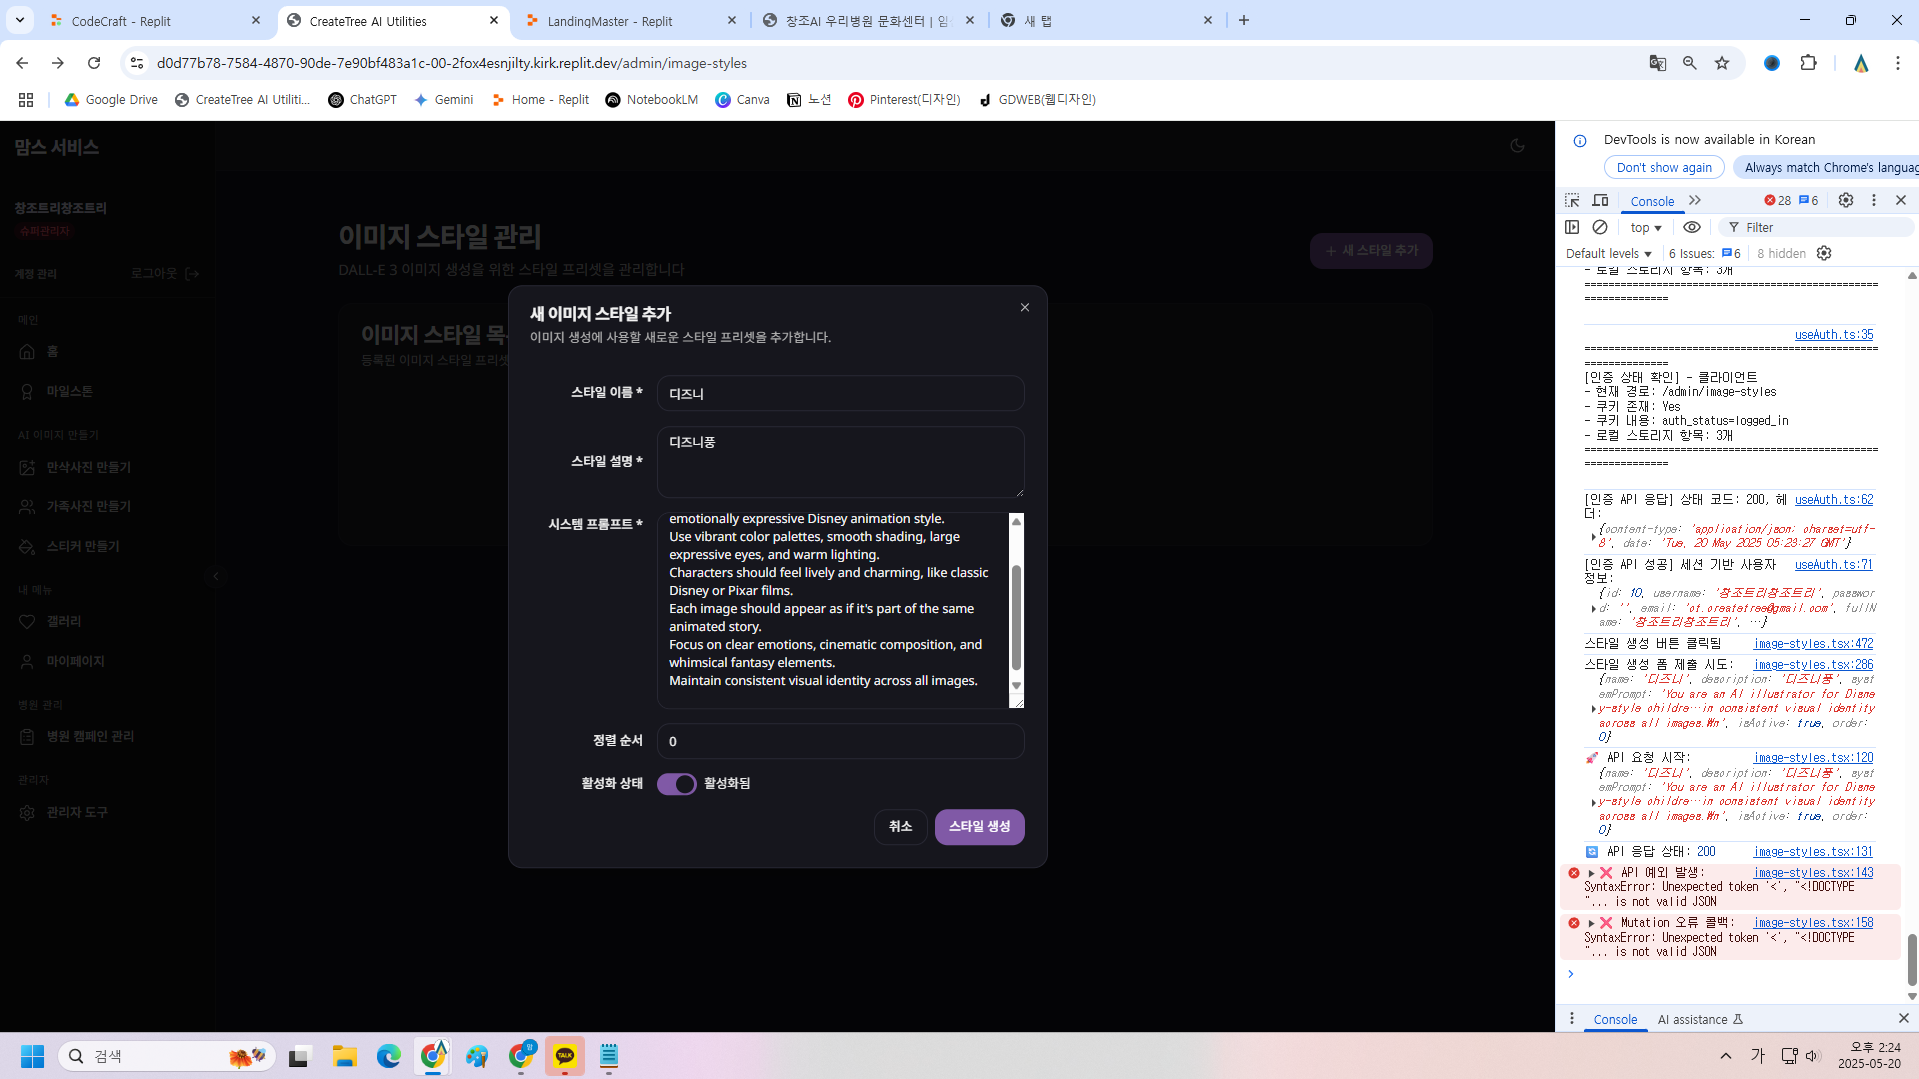 CodeCraft - Replit
CreateTree AI Utilities
LandingMaster - Replit
창조AI 우리병원 문화센터 | 임
새 탭
d0d77b78-7584-4870-90de-7e90bf483a1c-00-2fox4esnjilty.kirk.replit.dev/admin/image-styles
Google Drive
CreateTree AI Utiliti...
ChatGPT
Gemini
Home - Replit
NotebookLM
Canva
노션
Pinterest(디자인)
GDWEB(웹디자인)
맘스 서비스
창조트리창조트리
슈퍼관리자
계정 관리
로그아웃
메인
홈
마일스톤
AI 이미지 만들기
만삭사진 만들기
가족사진 만들기
스티커 만들기
내 메뉴
갤러리
마이페이지
병원 관리
병원 캠페인 관리
관리자
관리자 도구
이미지 스타일 관리
DALL-E 3 이미지 생성을 위한 스타일 프리셋을 관리합니다
+ 새 스타일 추가
이미지 스타일 목
등록된 이미지 스타일 프리셋
새 이미지 스타일 추가
이미지 생성에 사용할 새로운 스타일 프리셋을 추가합니다.
스타일 이름 *
디즈니
스타일 설명 *
디즈니풍
시스템 프롬프트 *
emotionally expressive Disney animation style.
Use vibrant color palettes, smooth shading, large
expressive eyes, and warm lighting.
Characters should feel lively and charming, like classic
Disney or Pixar films.
Each image should appear as if it's part of the same
animated story.
Focus on clear emotions, cinematic composition, and
whimsical fantasy elements.
Maintain consistent visual identity across all images.
정렬 순서
0
활성화 상태
활성화됨
취소
스타일 생성
DevTools is now available in Korean
Don't show again
Always match Chrome's languag
Console
28
6
top
Filter
Default levels
6 Issues:
6
8 hidden
- 로컬 스토리지 항목: 3개
==================================================
==============
useAuth.ts:35
==================================================
==============
[인증 상태 확인] - 클라이언트
- 현재 경로: /admin/image-styles
- 쿠키 존재: Yes
- 쿠키 내용: auth_status=logged_in
- 로컬 스토리지 항목: 3개
==================================================
==============
[인증 API 응답] 상태 코드: 200, 헤
useAuth.ts:62
더:
{content-type: 'application/json; charset=utf-
8', date: 'Tue, 20 May 2025 05:23:27 GMT'}
[인증 API 성공] 세션 기반 사용자
useAuth.ts:71
정보:
{id: 10, username: '창조트리창조트리', passwor
d: '', email: 'ct.createtree@gmail.com', fullN
ame: '창조트리창조트리', …}
스타일 생성 버튼 클릭됨
image-styles.tsx:472
스타일 생성 폼 제출 시도:
image-styles.tsx:286
{name: '디즈니', description: '디즈니풍', syst
emPrompt: 'You are an AI illustrator for Disne
y-style childre…in consistent visual identity
across all images.₩n', isActive: true, order:
0}
🚀 API 요청 시작:
image-styles.tsx:120
{name: '디즈니', description: '디즈니풍', syst
emPrompt: 'You are an AI illustrator for Disne
y-style childre…in consistent visual identity
across all images.₩n', isActive: true, order:
0}
API 응답 상태: 200
image-styles.tsx:131
❌ API 예외 발생:
image-styles.tsx:143
SyntaxError: Unexpected token '<', "<!DOCTYPE
"... is not valid JSON
❌ Mutation 오류 콜백:
image-styles.tsx:158
SyntaxError: Unexpected token '<', "<!DOCTYPE
"... is not valid JSON
Console
AI assistance
검색
TALK
가
오후 2:24
2025-05-20